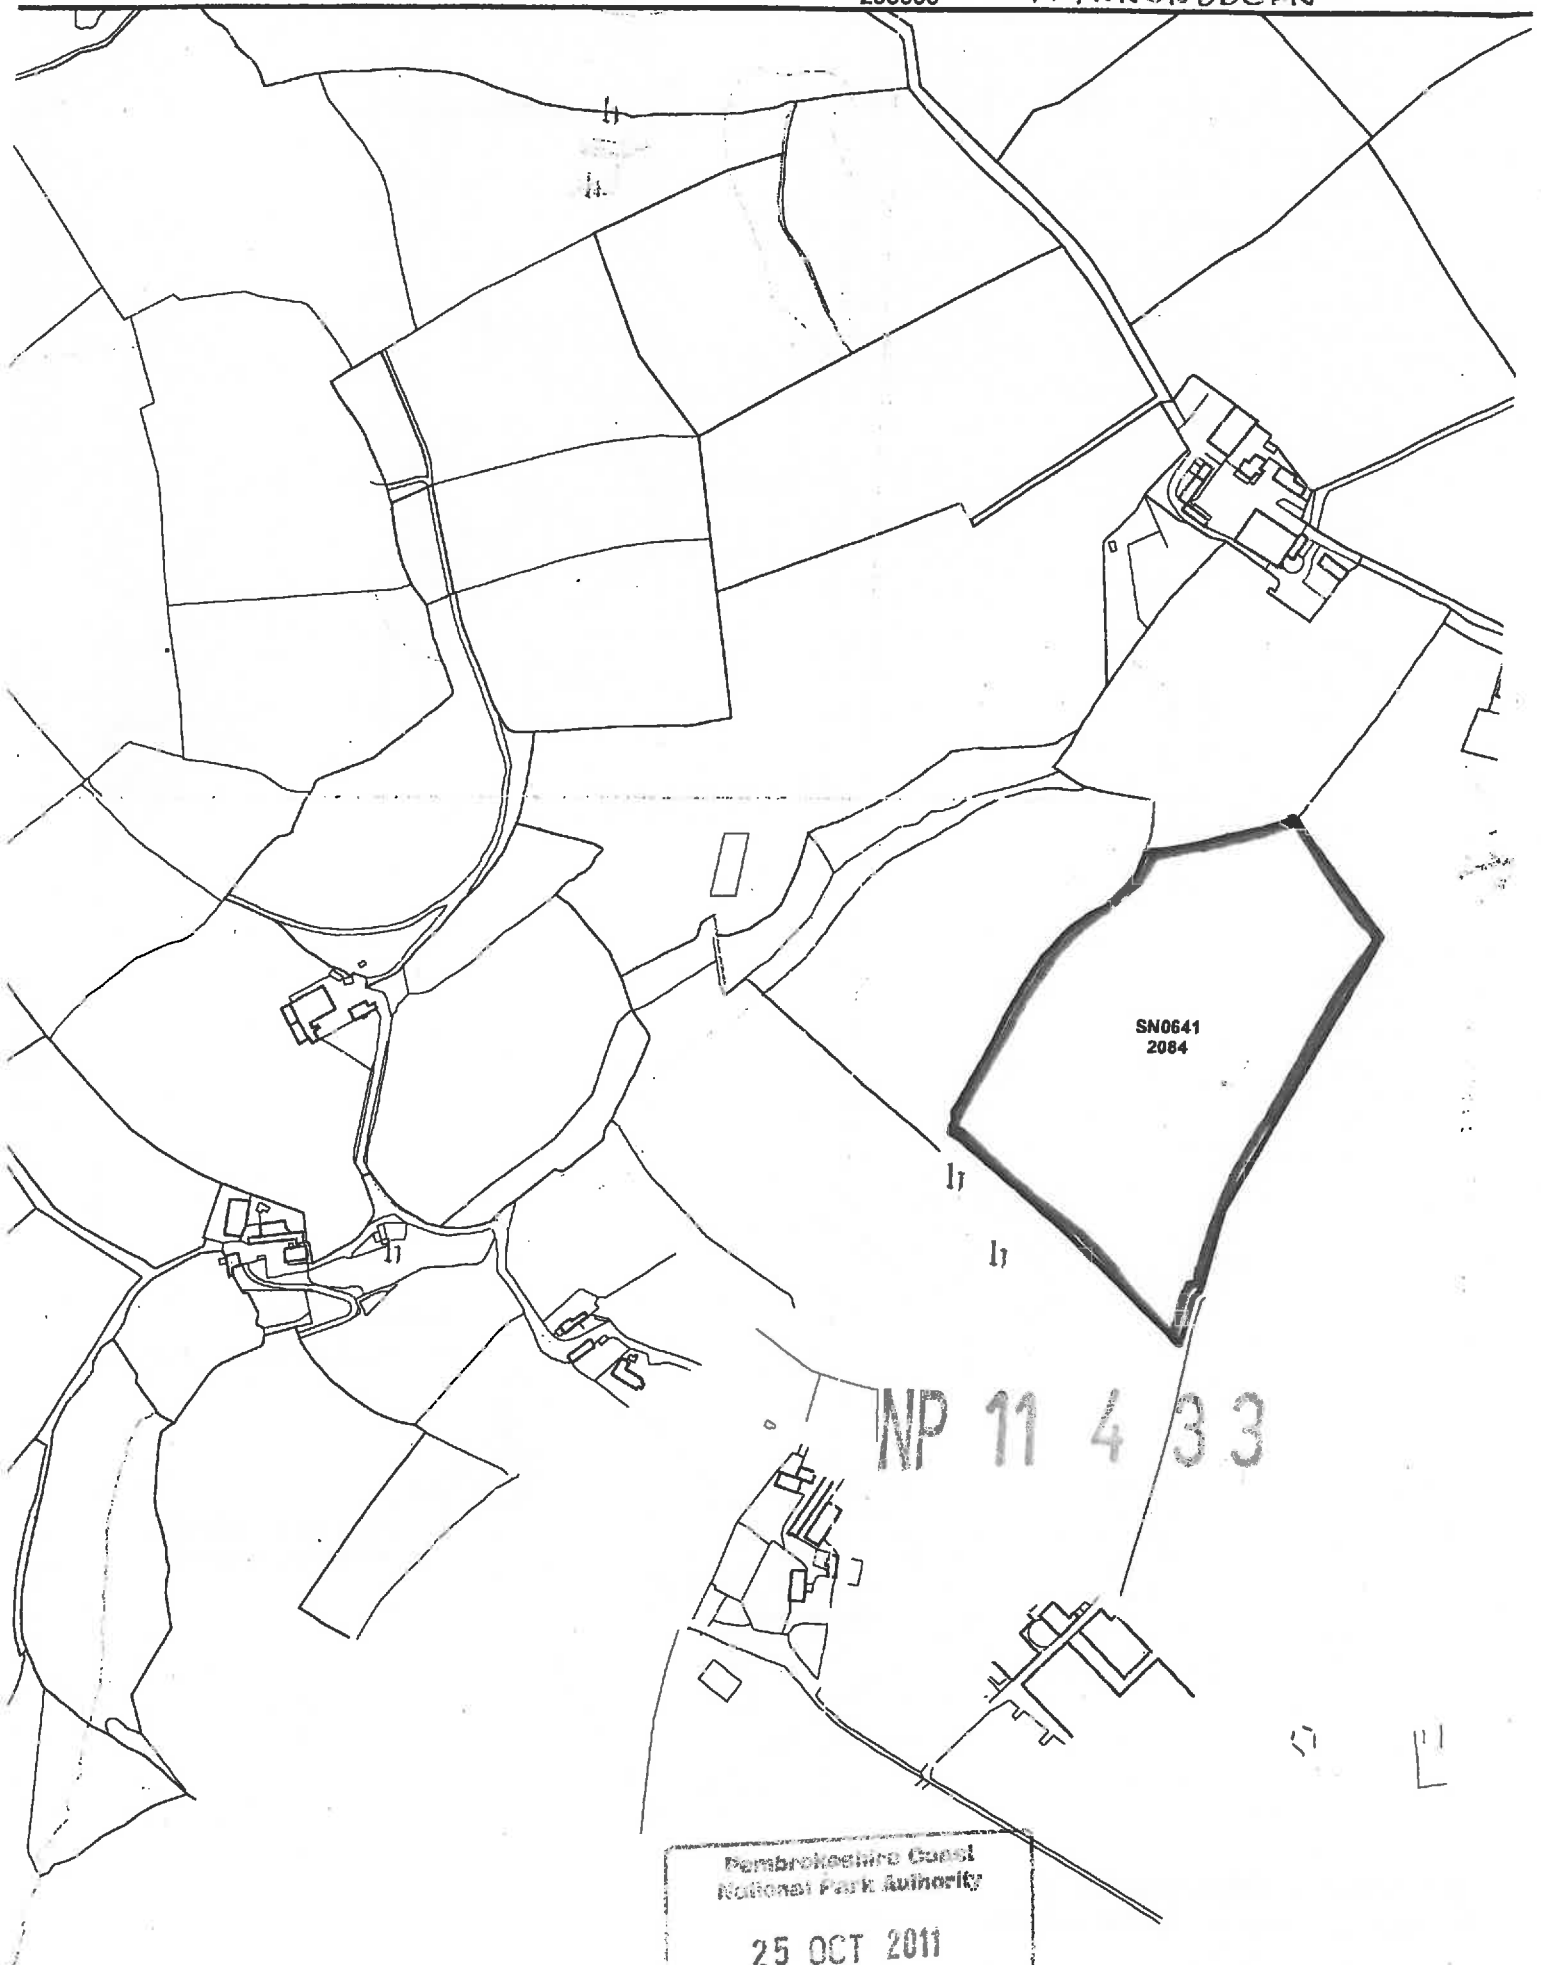 SN0641
2084
NP 11 4 33
Pembrokeshire Coast
National Park Authority
25 OCT 2011